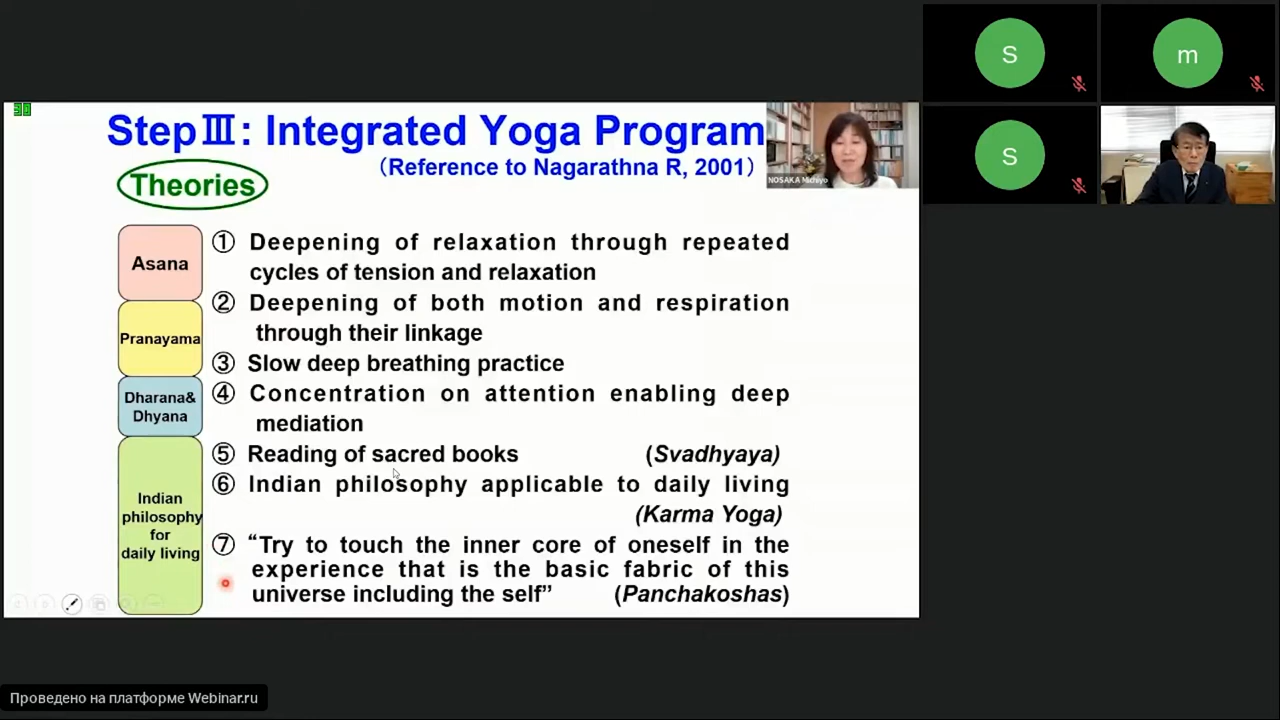 StepⅢ: Integrated Yoga Program
（Reference to Nagarathna R, 2001）
Theories
NOSAKA Michiyo
Asana
① Deepening of relaxation through repeated
cycles of tension and relaxation
Pranayama
② Deepening of both motion and respiration
through their linkage
③ Slow deep breathing practice
Dharana&
Dhyana
④ Concentration on attention enabling deep
mediation
Indian
philosophy
for
daily living
⑤ Reading of sacred books (Svadhyaya)
⑥ Indian philosophy applicable to daily living
(Karma Yoga)
⑦ “Try to touch the inner core of oneself in the
experience that is the basic fabric of this
universe including the self” (Panchakoshas)
S
m
S
Проведено на платформе Webinar.ru